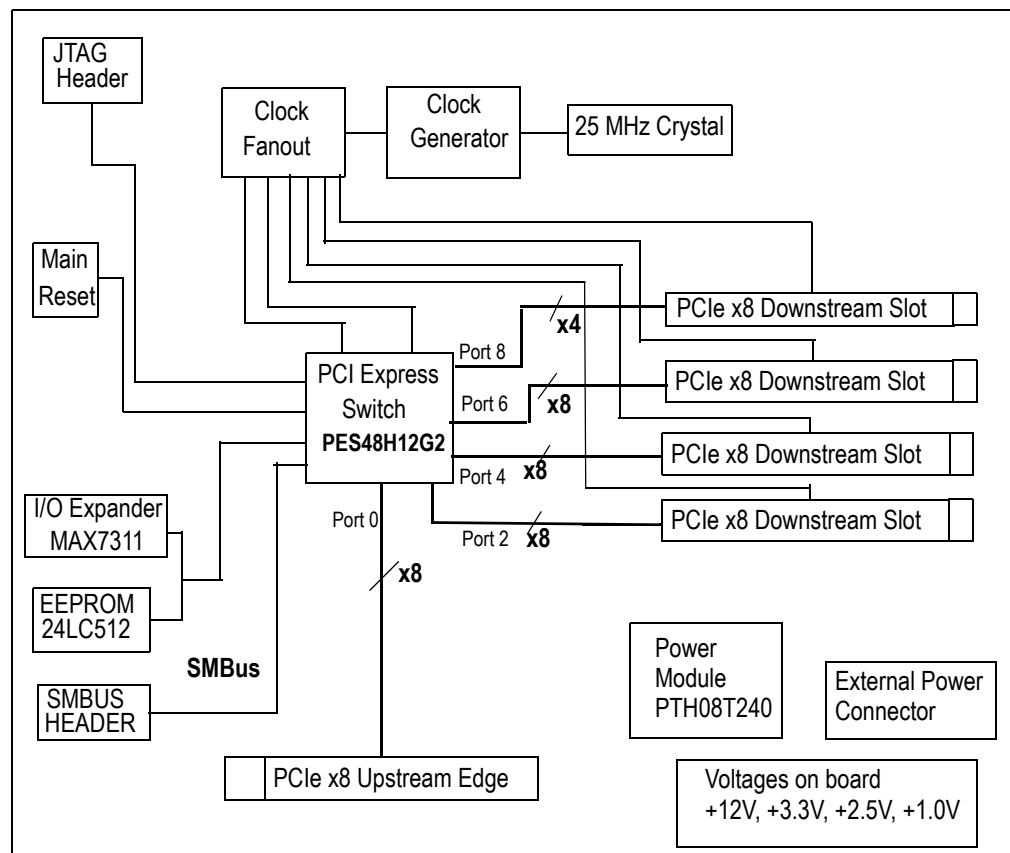 JTAG
Header
Clock
Fanout
Clock
Generator
25 MHz Crystal
Main
Reset
PCIe x8 Downstream Slot
x4
Port 8
PCI Express
Switch
PES48H12G2
PCIe x8 Downstream Slot
Port 6
x8
PCIe x8 Downstream Slot
Port 4
x8
PCIe x8 Downstream Slot
Port 2
x8
I/O Expander
MAX7311
Port 0
x8
EEPROM
24LC512
SMBus
SMBUS
HEADER
Power
Module
PTH08T240
External Power
Connector
PCIe x8 Upstream Edge
Voltages on board
+12V, +3.3V, +2.5V, +1.0V